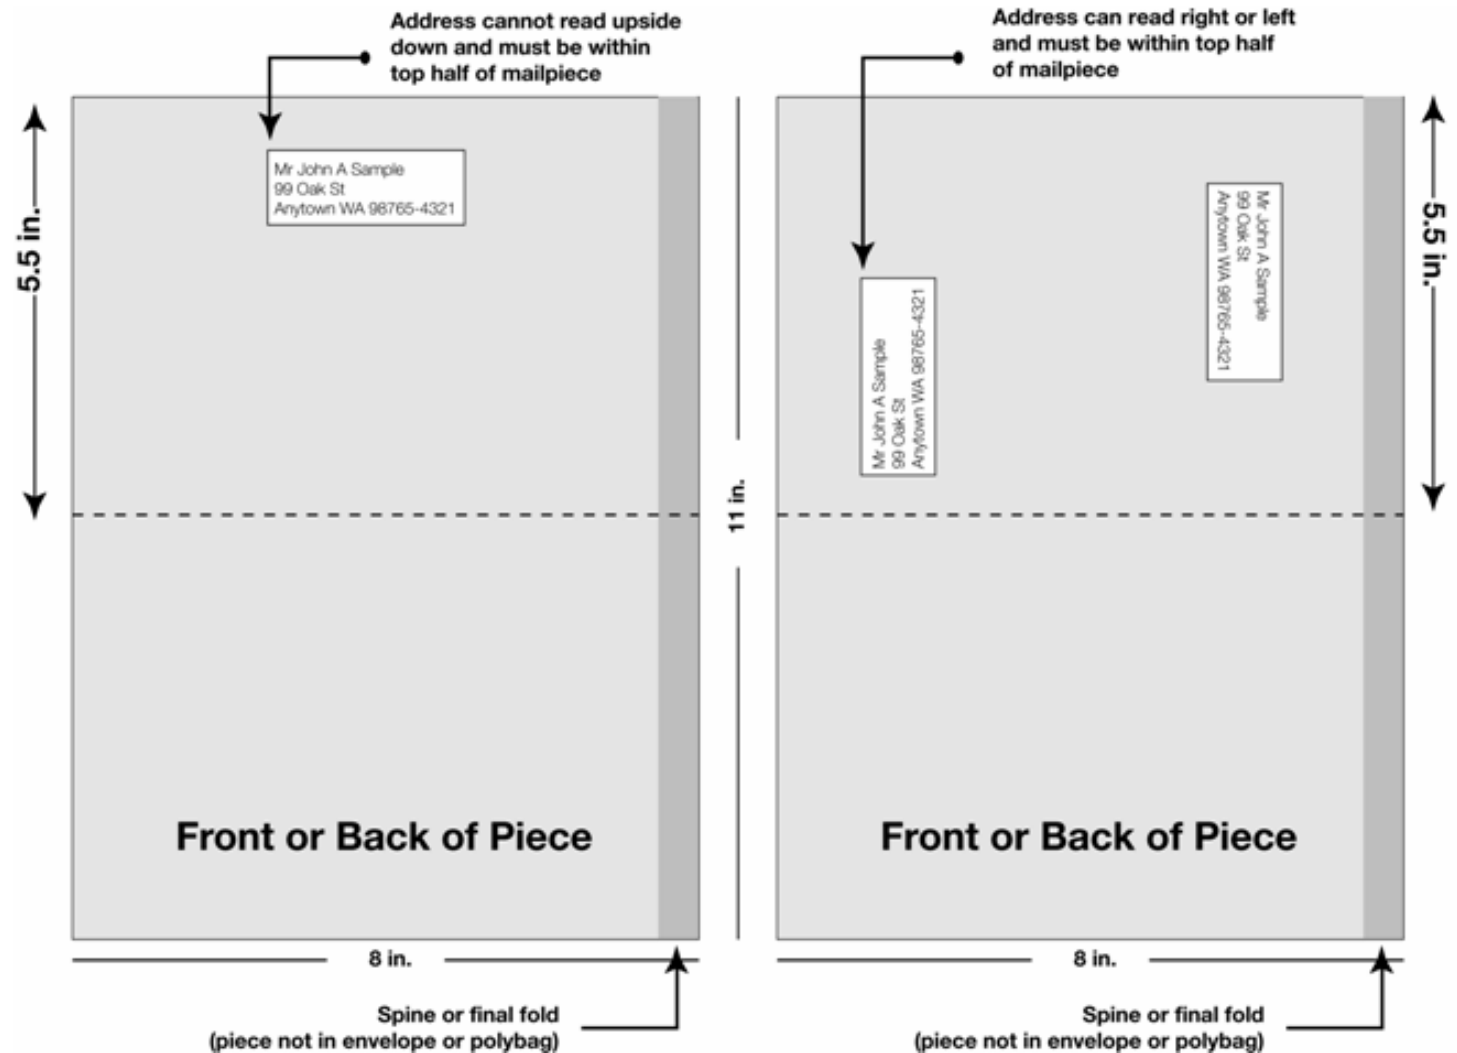 Address cannot read upside
down and must be within
top half of mailpiece
Mr John A Sample
99 Oak St
Anytown WA 98765-4321
5.5 in.
Front or Back of Piece
8 in.
Spine or final fold
(piece not in envelope or polybag)
11 in.
Address can read right or left
and must be within top half
of mailpiece
Mr John A Sample
99 Oak St
Anytown WA 98765-4321
Mr John A Sample
99 Oak St
Anytown WA 98765-4321
5.5 in.
Front or Back of Piece
8 in.
Spine or final fold
(piece not in envelope or polybag)